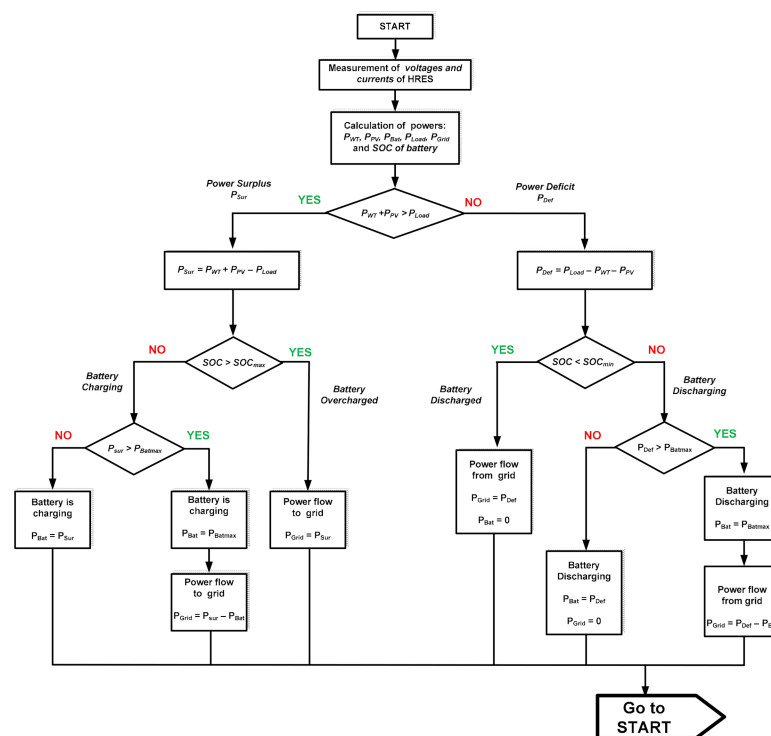 START
Measurement of voltages and
currents of HRES
Calculation of powers:
PWT, PPV, PBat, PLoad, PGrid
and SOC of battery
Power Surplus
PSur
YES
PWT +PPV > PLoad
NO
Power Deficit
PDef
PSur = PWT + PPV – PLoad
PDef = PLoad – PWT – PPV
NO
SOC > SOCmax
YES
YES
SOC < SOCmin
NO
Battery
Charging
Battery
Overcharged
Battery
Discharged
Battery
Discharging
NO
Psur > PBatmax
YES
NO
PDef > PBatmax
YES
Battery is
charging
PBat = PSur
Battery is
charging
PBat = PBatmax
Power flow
to grid
PGrid = PSur
Power flow
from grid
PGrid = PDef
PBat = 0
Battery
Discharging
PBat = PBatmax
Power flow
to grid
PGrid = Psur – PBat
Battery
Discharging
PBat = PDef
PGrid = 0
Power flow
from grid
PGrid = PDef – PB
Go to
START